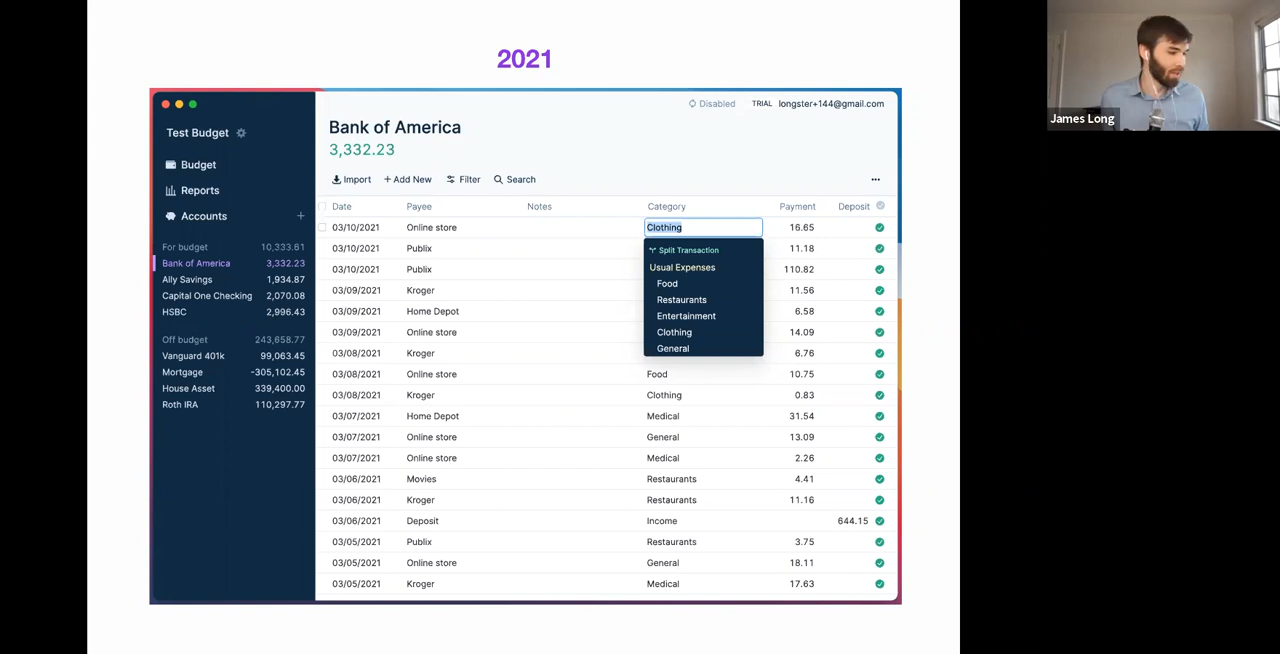 2021
Disabled TRIAL longster+144@gmail.com
Test Budget
Budget
Reports
Accounts +
For budget 10,333.61
Bank of America 3,332.23
Ally Savings 1,934.87
Capital One Checking 2,070.08
HSBC 2,996.43
Off budget 243,658.77
Vanguard 401k 99,063.45
Mortgage -305,102.45
House Asset 339,400.00
Roth IRA 110,297.77
Bank of America
3,332.23
Import + Add New Filter Search ...
Date Payee Notes Category Payment Deposit
03/10/2021 Online store Clothing 16.65
03/10/2021 Publix 11.18
03/10/2021 Publix 110.82
03/09/2021 Kroger 11.56
03/09/2021 Home Depot 6.58
03/09/2021 Online store 14.09
03/08/2021 Kroger 6.76
03/08/2021 Online store Food 10.75
03/08/2021 Kroger Clothing 0.83
03/07/2021 Home Depot Medical 31.54
03/07/2021 Online store General 13.09
03/07/2021 Online store Medical 2.26
03/06/2021 Movies Restaurants 4.41
03/06/2021 Kroger Restaurants 11.16
03/06/2021 Deposit Income 644.15
03/05/2021 Publix Restaurants 3.75
03/05/2021 Online store General 18.11
03/05/2021 Kroger Medical 17.63
Split Transaction
Usual Expenses
Food
Restaurants
Entertainment
Clothing
General
James Long